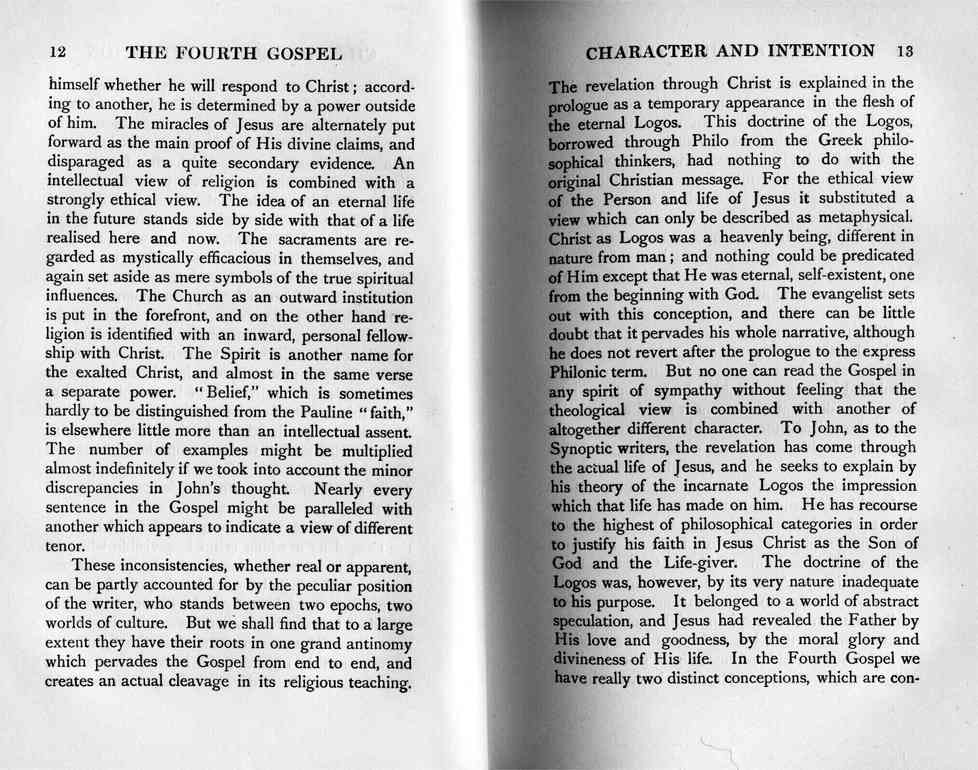 12 THE FOURTH GOSPEL
himself whether he will respond to Christ; accord-
ing to another, he is determined by a power outside
of him. The miracles of Jesus are alternately put
forward as the main proof of His divine claims, and
disparaged as a quite secondary evidence. An
intellectual view of religion is combined with a
strongly ethical view. The idea of an eternal life
in the future stands side by side with that of a life
realised here and now. The sacraments are re-
garded as mystically efficacious in themselves, and
again set aside as mere symbols of the true spiritual
influences. The Church as an outward institution
is put in the forefront, and on the other hand re-
ligion is identified with an inward, personal fellow-
ship with Christ. The Spirit is another name for
the exalted Christ, and almost in the same verse
a separate power. "Belief," which is sometimes
hardly to be distinguished from the Pauline "faith,"
is elsewhere little more than an intellectual assent.
The number of examples might be multiplied
almost indefinitely if we took into account the minor
discrepancies in John's thought. Nearly every
sentence in the Gospel might be paralleled with
another which appears to indicate a view of different
tenor.
These inconsistencies, whether real or apparent,
can be partly accounted for by the peculiar position
of the writer, who stands between two epochs, two
worlds of culture. But we shall find that to a large
extent they have their roots in one grand antinomy
which pervades the Gospel from end to end, and
creates an actual cleavage in its religious teaching.
CHARACTER AND INTENTION 13
The revelation through Christ is explained in the
prologue as a temporary appearance in the flesh of
the eternal Logos. This doctrine of the Logos,
borrowed through Philo from the Greek philo-
sophical thinkers, had nothing to do with the
original Christian message. For the ethical view
of the Person and life of Jesus it substituted a
view which can only be described as metaphysical.
Christ as Logos was a heavenly being, different in
nature from man; and nothing could be predicated
of Him except that He was eternal, self-existent, one
from the beginning with God. The evangelist sets
out with this conception, and there can be little
doubt that it pervades his whole narrative, although
he does not revert after the prologue to the express
Philonic term. But no one can read the Gospel in
any spirit of sympathy without feeling that the
theological view is combined with another of
altogether different character. To John, as to the
Synoptic writers, the revelation has come through
the actual life of Jesus, and he seeks to explain by
his theory of the incarnate Logos the impression
which that life has made on him. He has recourse
to the highest of philosophical categories in order
to justify his faith in Jesus Christ as the Son of
God and the Life-giver. The doctrine of the
Logos was, however, by its very nature inadequate
to his purpose. It belonged to a world of abstract
speculation, and Jesus had revealed the Father by
His love and goodness, by the moral glory and
divineness of His life. In the Fourth Gospel we
have really two distinct conceptions, which are con-